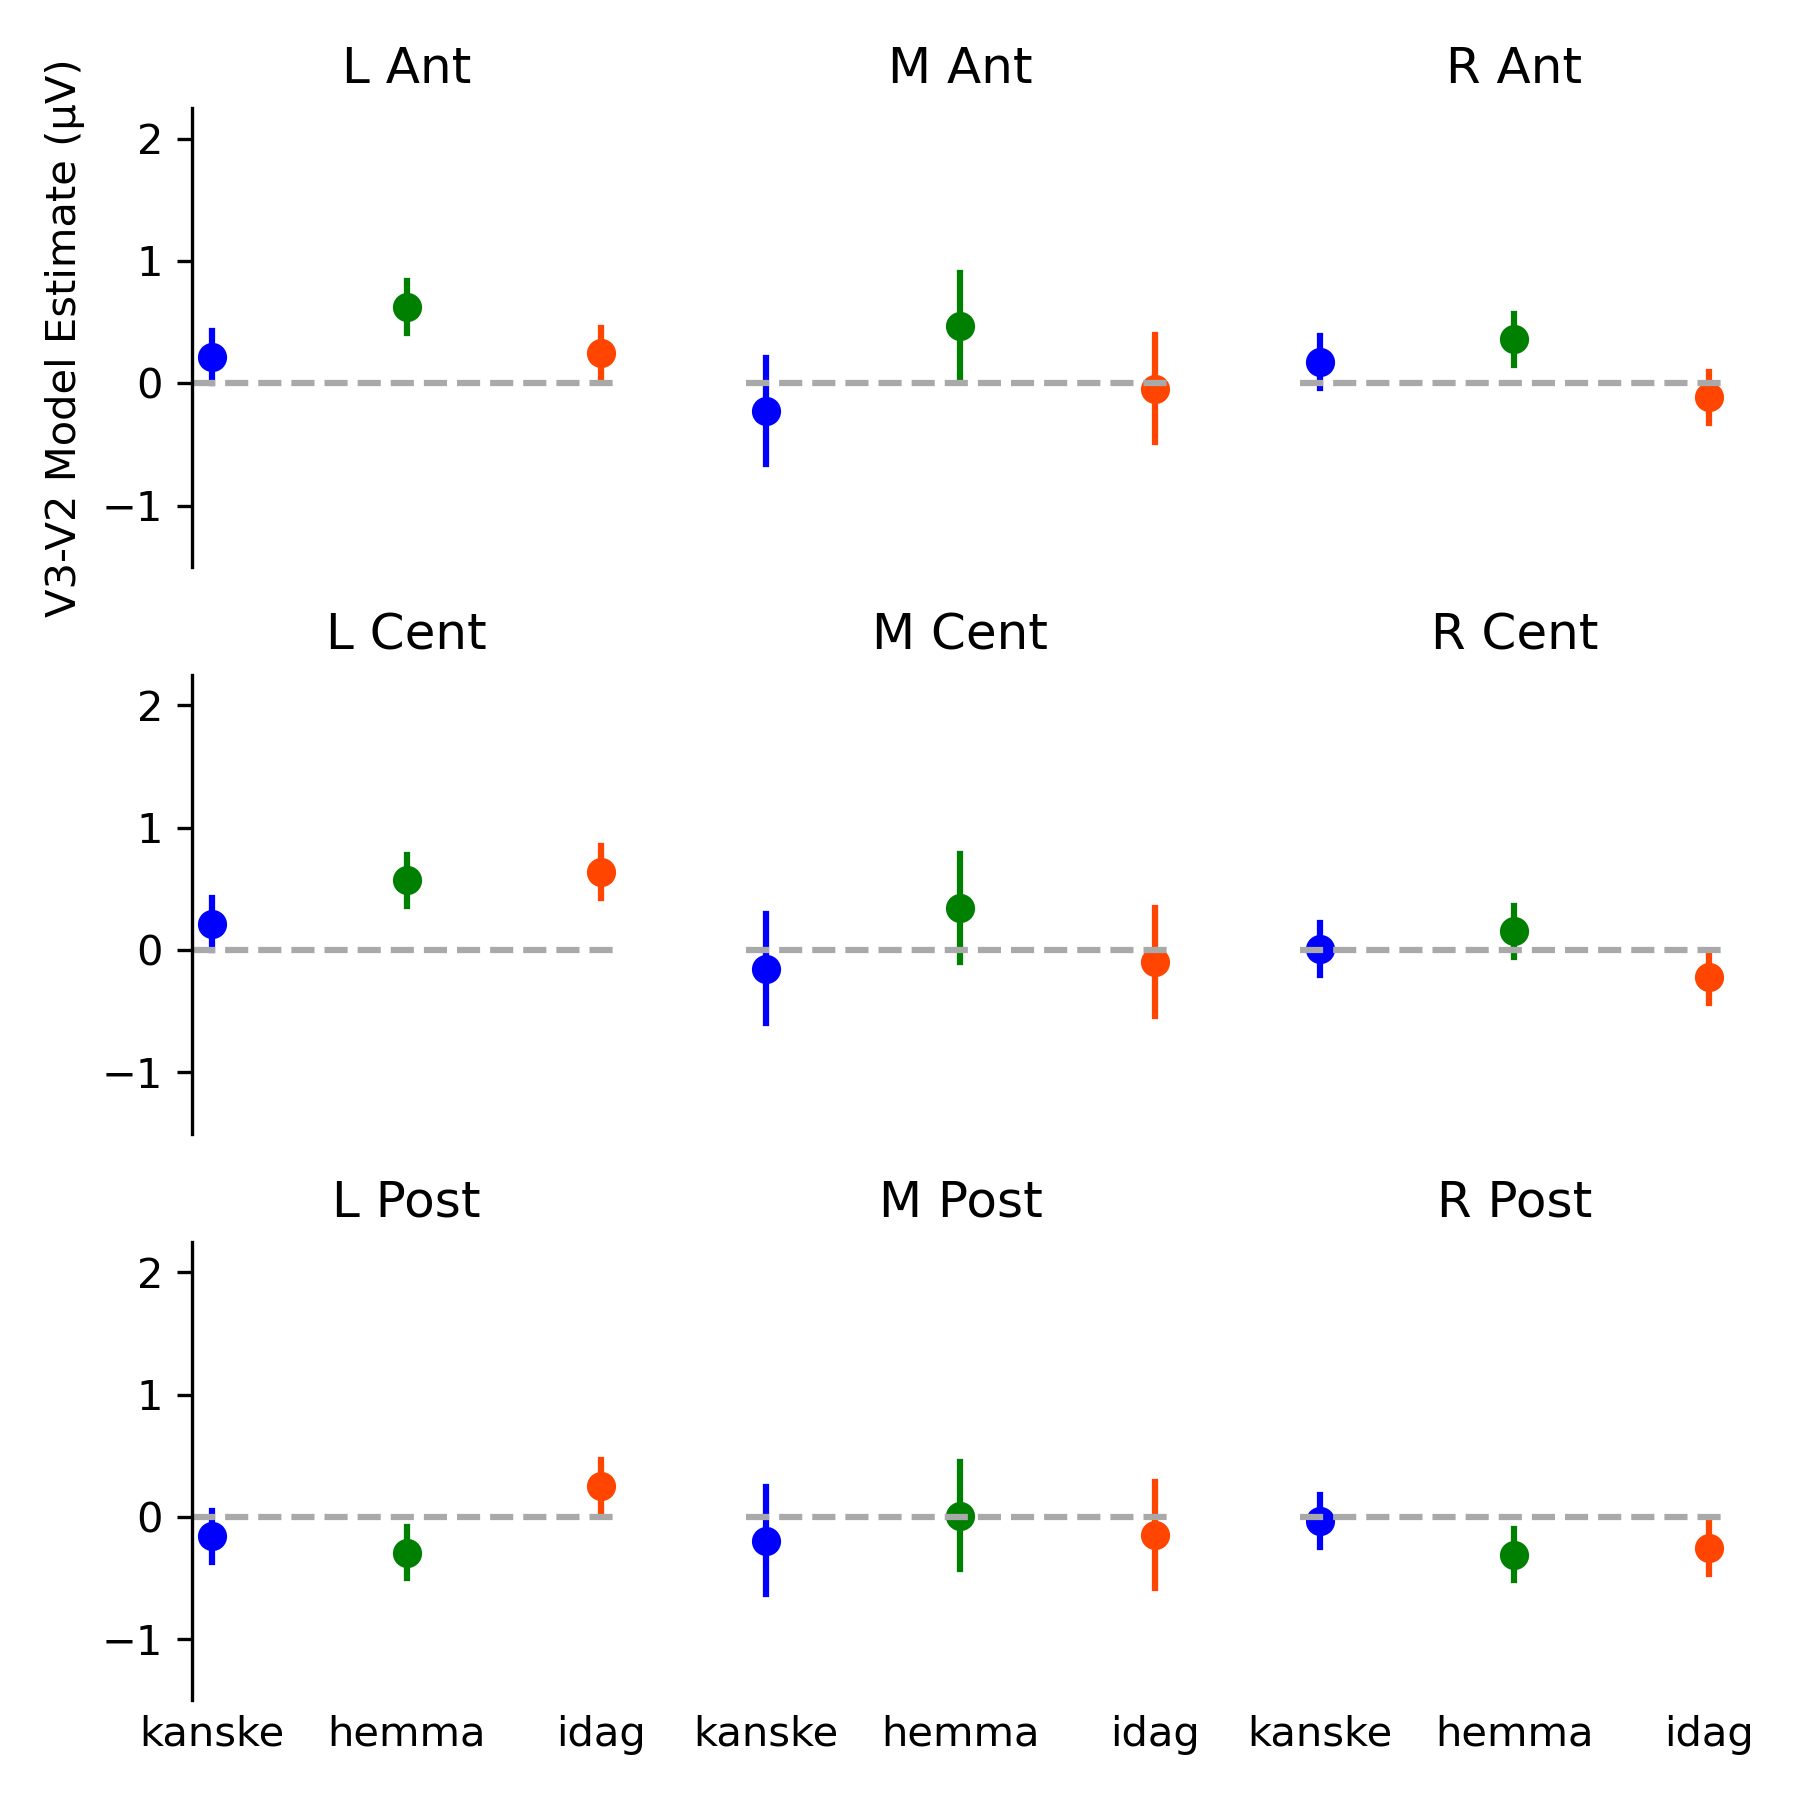 V3-V2 Model Estimate (µV)
L Ant
M Ant
R Ant
2
1
0
−1
L Cent
M Cent
R Cent
2
1
0
−1
L Post
M Post
R Post
2
1
0
−1
kanske hemma idag kanske hemma idag kanske hemma idag